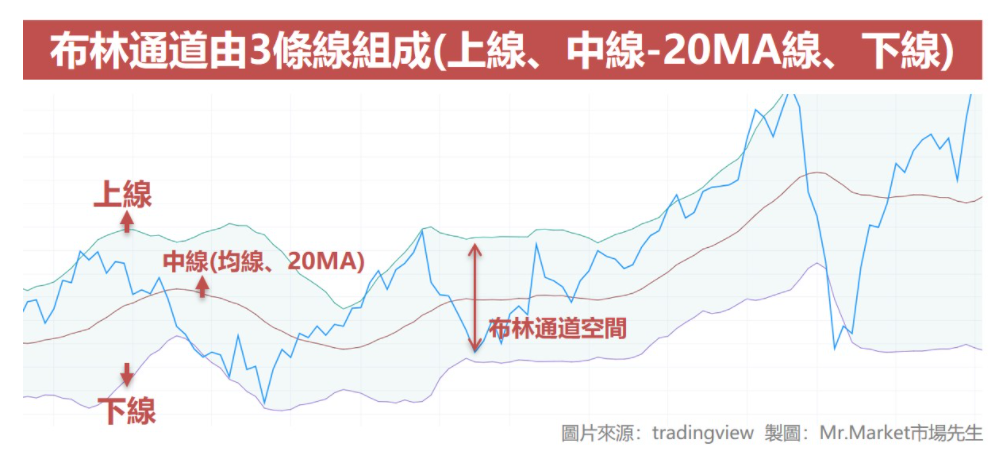 布林通道由3條線組成(上線、中線-20MA線、下線)
上線
中線(均線、20MA)
布林通道空間
下線
圖片來源：tradingview 製圖：Mr.Market市場先生